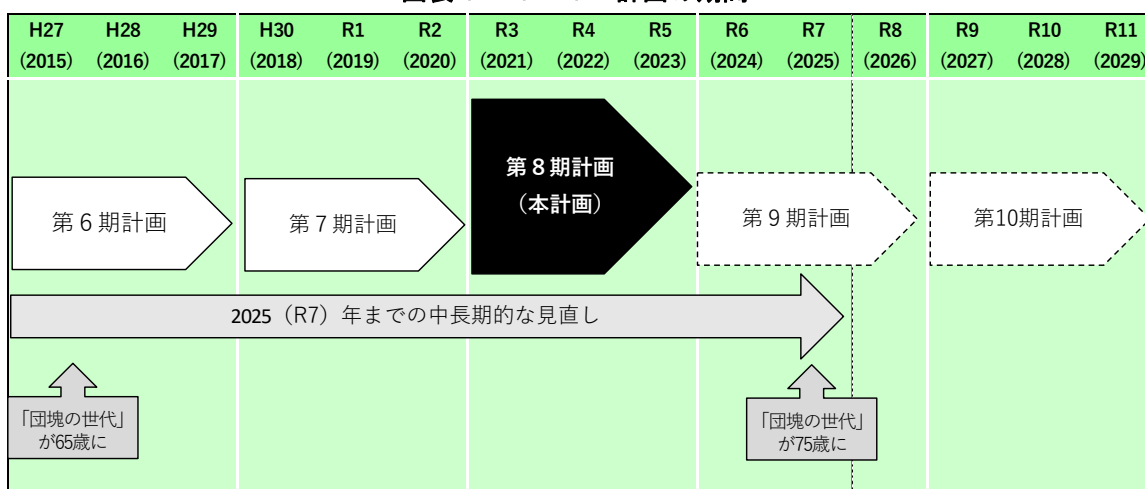 H27 H28 H29 H30 R1 R2 R3 R4 R5 R6 R7 R8 R9 R10 R11
(2015) (2016) (2017) (2018) (2019) (2020) (2021) (2022) (2023) (2024) (2025) (2026) (2027) (2028) (2029)
第8期計画
(本計画)
第6期計画 第7期計画 第9期計画 第10期計画
2025（R7）年までの中長期的な見直し
「団塊の世代」
が65歳に
「団塊の世代」
が75歳に